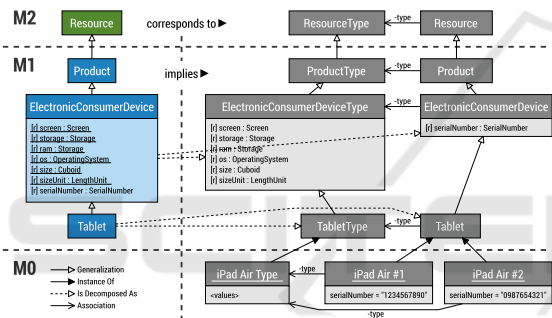 M2
Resource
corresponds to
ResourceType
-type
Resource
M1
Product
implies
ProductType
-type
Product
ElectronicConsumerDevice
[r] screen : Screen
[r] storage : Storage
[r] ram : Storage
[r] os : OperatingSystem
[r] size : Cuboid
[r] sizeUnit : LengthUnit
[r] serialNumber : SerialNumber
ElectronicConsumerDeviceType
[r] screen : Screen
[r] storage : Storage
[r] ram : Storage
[r] os : OperatingSystem
[r] size : Cuboid
[r] sizeUnit : LengthUnit
-type
ElectronicConsumerDevice
[r] serialNumber : SerialNumber
Tablet
TabletType
-type
Tablet
M0
Generalization
Instance Of
Is Decomposed As
Association
iPad Air Type
<values>
-type
iPad Air #1
serialNumber = "1234567890"
iPad Air #2
serialNumber = "0987654321"
-type